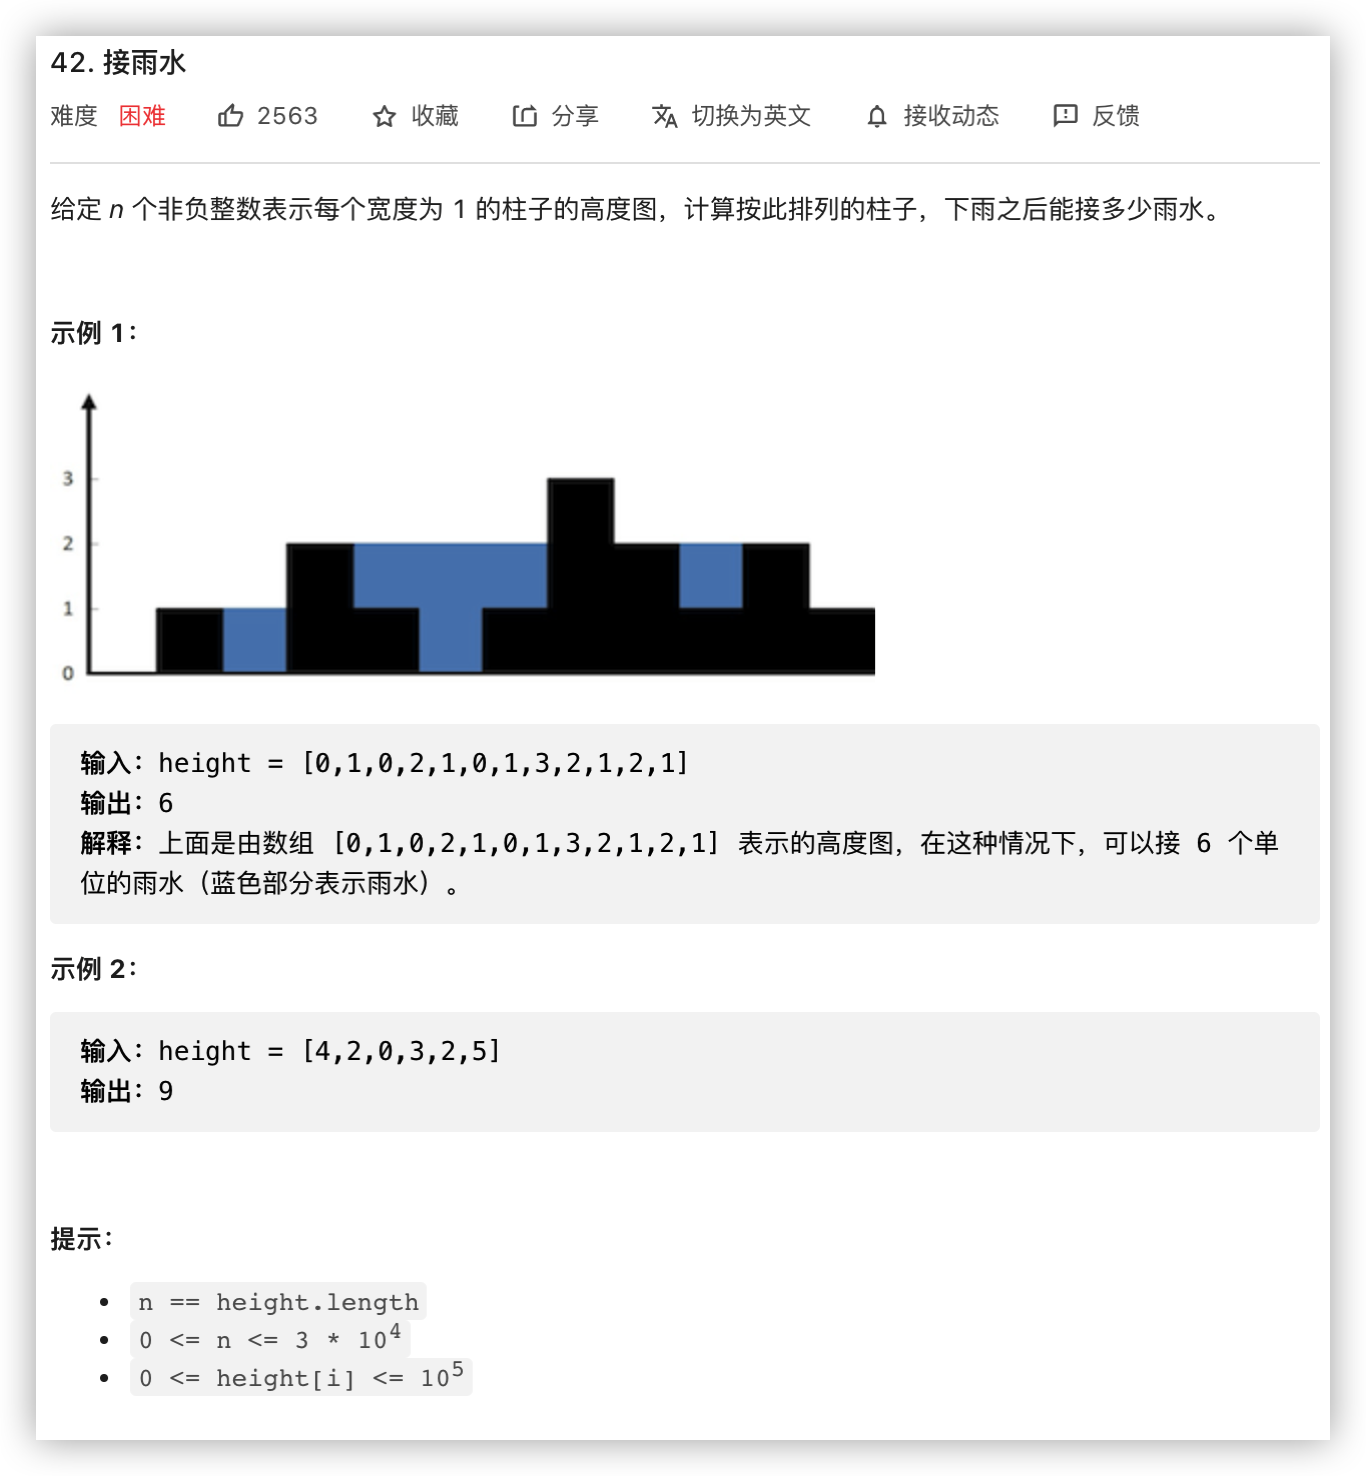 42. 接雨水
难度 困难 2563 收藏 分享 切换为英文 接收动态 反馈
给定 n 个非负整数表示每个宽度为 1 的柱子的高度图，计算按此排列的柱子，下雨之后能接多少雨水。
示例 1：
3
2
1
0
输入：height = [0,1,0,2,1,0,1,3,2,1,2,1]
输出：6
解释：上面是由数组 [0,1,0,2,1,0,1,3,2,1,2,1] 表示的高度图，在这种情况下，可以接 6 个单
位的雨水（蓝色部分表示雨水）。
示例 2：
输入：height = [4,2,0,3,2,5]
输出：9
提示：
n == height.length
0 <= n <= 3 * 10⁴
0 <= height[i] <= 10⁵